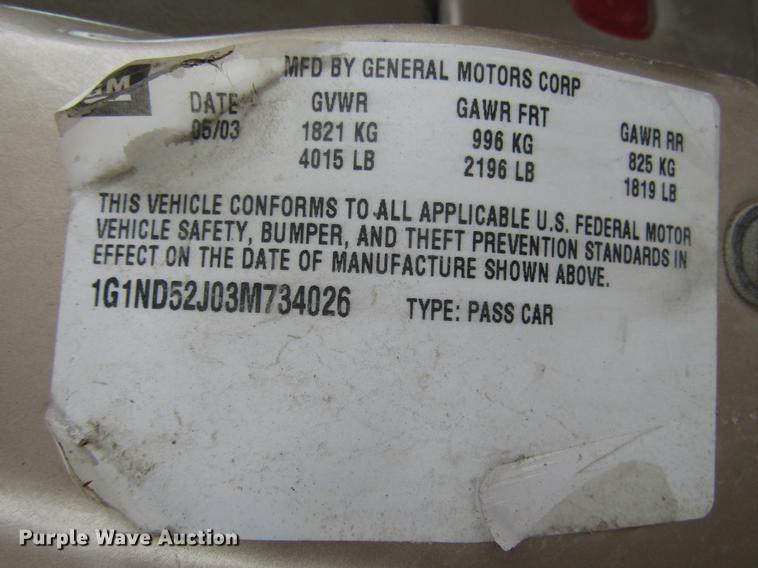 GM
MFD BY GENERAL MOTORS CORP
DATE GVWR GAWR FRT GAWR RR
05/03 1821 KG 996 KG 825 KG
4015 LB 2196 LB 1819 LB
THIS VEHICLE CONFORMS TO ALL APPLICABLE U.S. FEDERAL MOTOR
VEHICLE SAFETY, BUMPER, AND THEFT PREVENTION STANDARDS IN
EFFECT ON THE DATE OF MANUFACTURE SHOWN ABOVE.
1G1ND52J03M734026 TYPE: PASS CAR
Purple Wave Auction